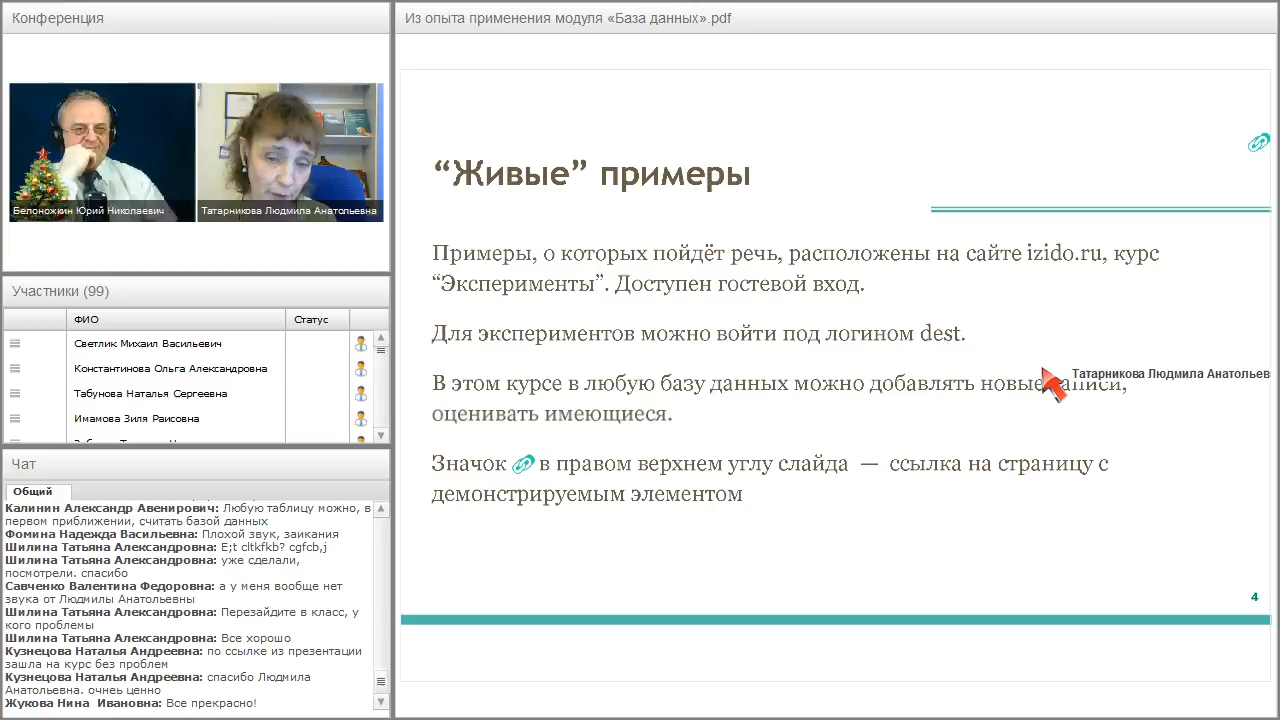 Конференция
Белоножкин Юрий Николаевич
Татарникова Людмила Анатольевна
Участники (99)
ФИО
Статус
Светлик Михаил Васильевич
Константинова Ольга Александровна
Табунова Наталья Сергеевна
Имамова Зиля Раисовна
Чат
Общий
Калинин Александр Авенирович: Любую таблицу можно, в
первом приближении, считать базой данных
Фомина Надежда Васильевна: Плохой звук, заикания
Шилина Татьяна Александровна: E;t cltkfkb? cgfcb,j
Шилина Татьяна Александровна: уже сделали,
посмотрели. спасибо
Савченко Валентина Федоровна: а у меня вообще нет
звука от Людмилы Анатольевны
Шилина Татьяна Александровна: Перезайдите в класс, у
кого проблемы
Шилина Татьяна Александровна: Все хорошо
Кузнецова Наталья Андреевна: по ссылке из презентации
зашла на курс без проблем
Кузнецова Наталья Андреевна: спасибо Людмила
Анатольевна. очнеь ценно
Жукова Нина Ивановна: Все прекрасно!
Из опыта применения модуля «База данных».pdf
“Живые” примеры
Примеры, о которых пойдёт речь, расположены на сайте izido.ru, курс
“Эксперименты”. Доступен гостевой вход.
Для экспериментов можно войти под логином dest.
В этом курсе в любую базу данных можно добавлять новые записи,
Татарникова Людмила Анатольев
оценивать имеющиеся.
Значок в правом верхнем углу слайда — ссылка на страницу с
демонстрируемым элементом
4